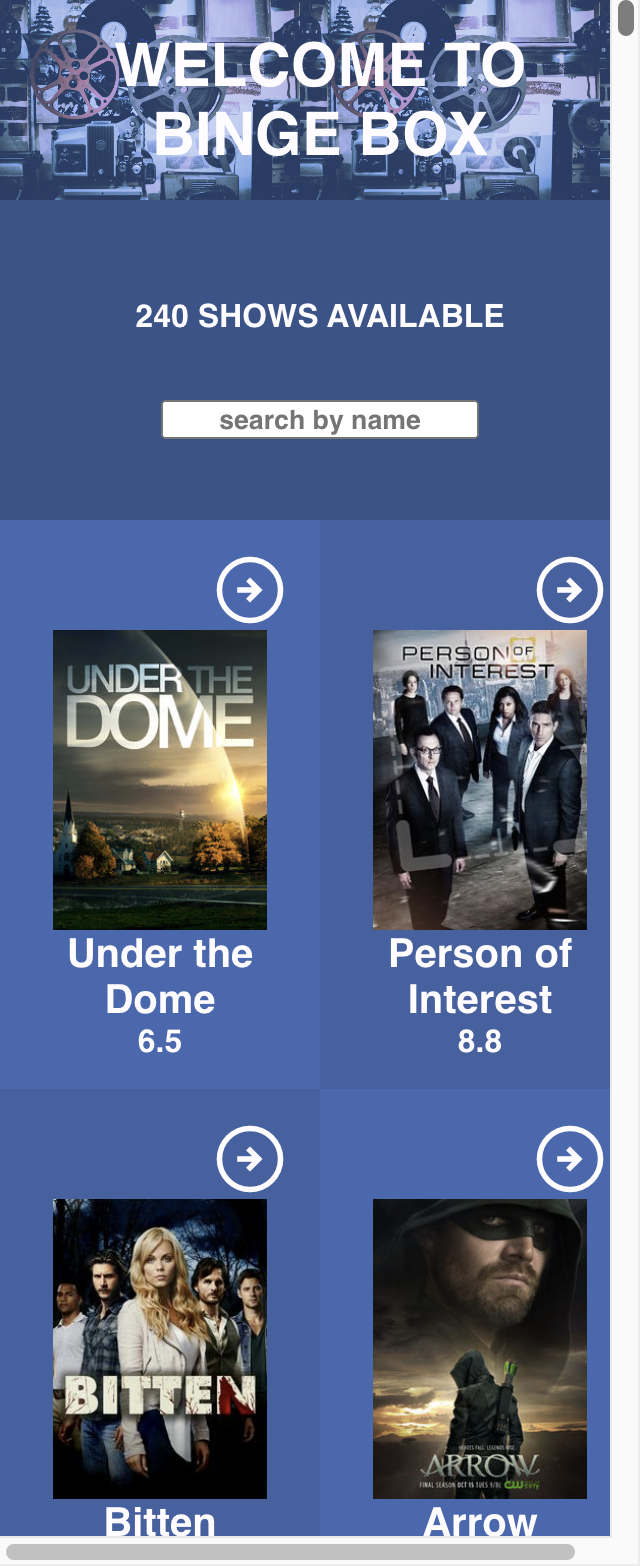 WELCOME TO
BINGE BOX
240 SHOWS AVAILABLE
search by name
UNDER THE
DOME
PERSON OF
INTEREST
Under the
Dome
6.5
Person of
Interest
8.8
BITTEN
HEROES FALL. LEGENDS RISE.
ARROW
FINAL SEASON OCT 15 TUES 9/8c CW
Bitten
Arrow